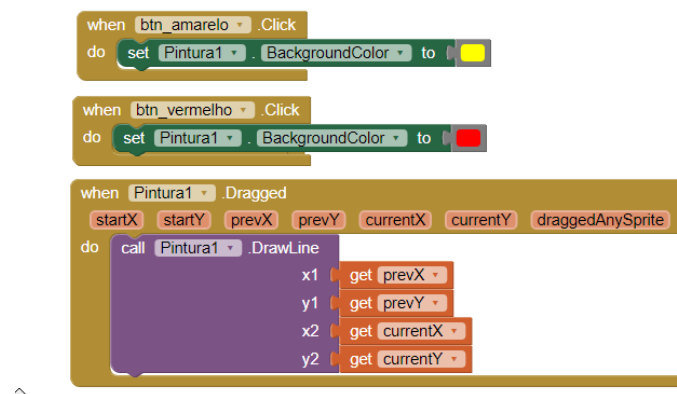 when btn_amarelo .Click
do set Pintura1 . BackgroundColor to
when btn_vermelho .Click
do set Pintura1 . BackgroundColor to
when Pintura1 .Dragged
startX startY prevX prevY currentX currentY draggedAnySprite
do call Pintura1 .DrawLine
x1 get prevX
y1 get prevY
x2 get currentX
y2 get currentY